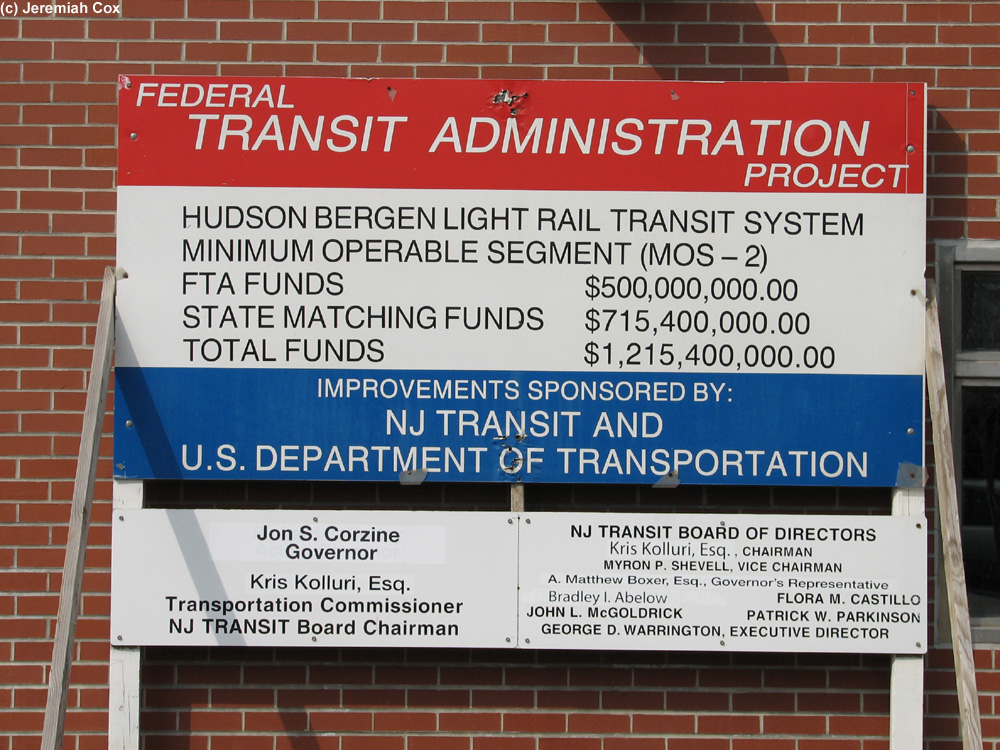 (c) Jeremiah Cox
FEDERAL
TRANSIT ADMINISTRATION
PROJECT
HUDSON BERGEN LIGHT RAIL TRANSIT SYSTEM
MINIMUM OPERABLE SEGMENT (MOS – 2)
FTA FUNDS $500,000,000.00
STATE MATCHING FUNDS $715,400,000.00
TOTAL FUNDS $1,215,400,000.00
IMPROVEMENTS SPONSORED BY:
NJ TRANSIT AND
U.S. DEPARTMENT OF TRANSPORTATION
Jon S. Corzine
Governor
Kris Kolluri, Esq.
Transportation Commissioner
NJ TRANSIT Board Chairman
NJ TRANSIT BOARD OF DIRECTORS
Kris Kolluri, Esq. , CHAIRMAN
MYRON P. SHEVELL, VICE CHAIRMAN
A. Matthew Boxer, Esq., Governor's Representative
Bradley I. Abelow FLORA M. CASTILLO
JOHN L. McGOLDRICK PATRICK W. PARKINSON
GEORGE D. WARRINGTON, EXECUTIVE DIRECTOR